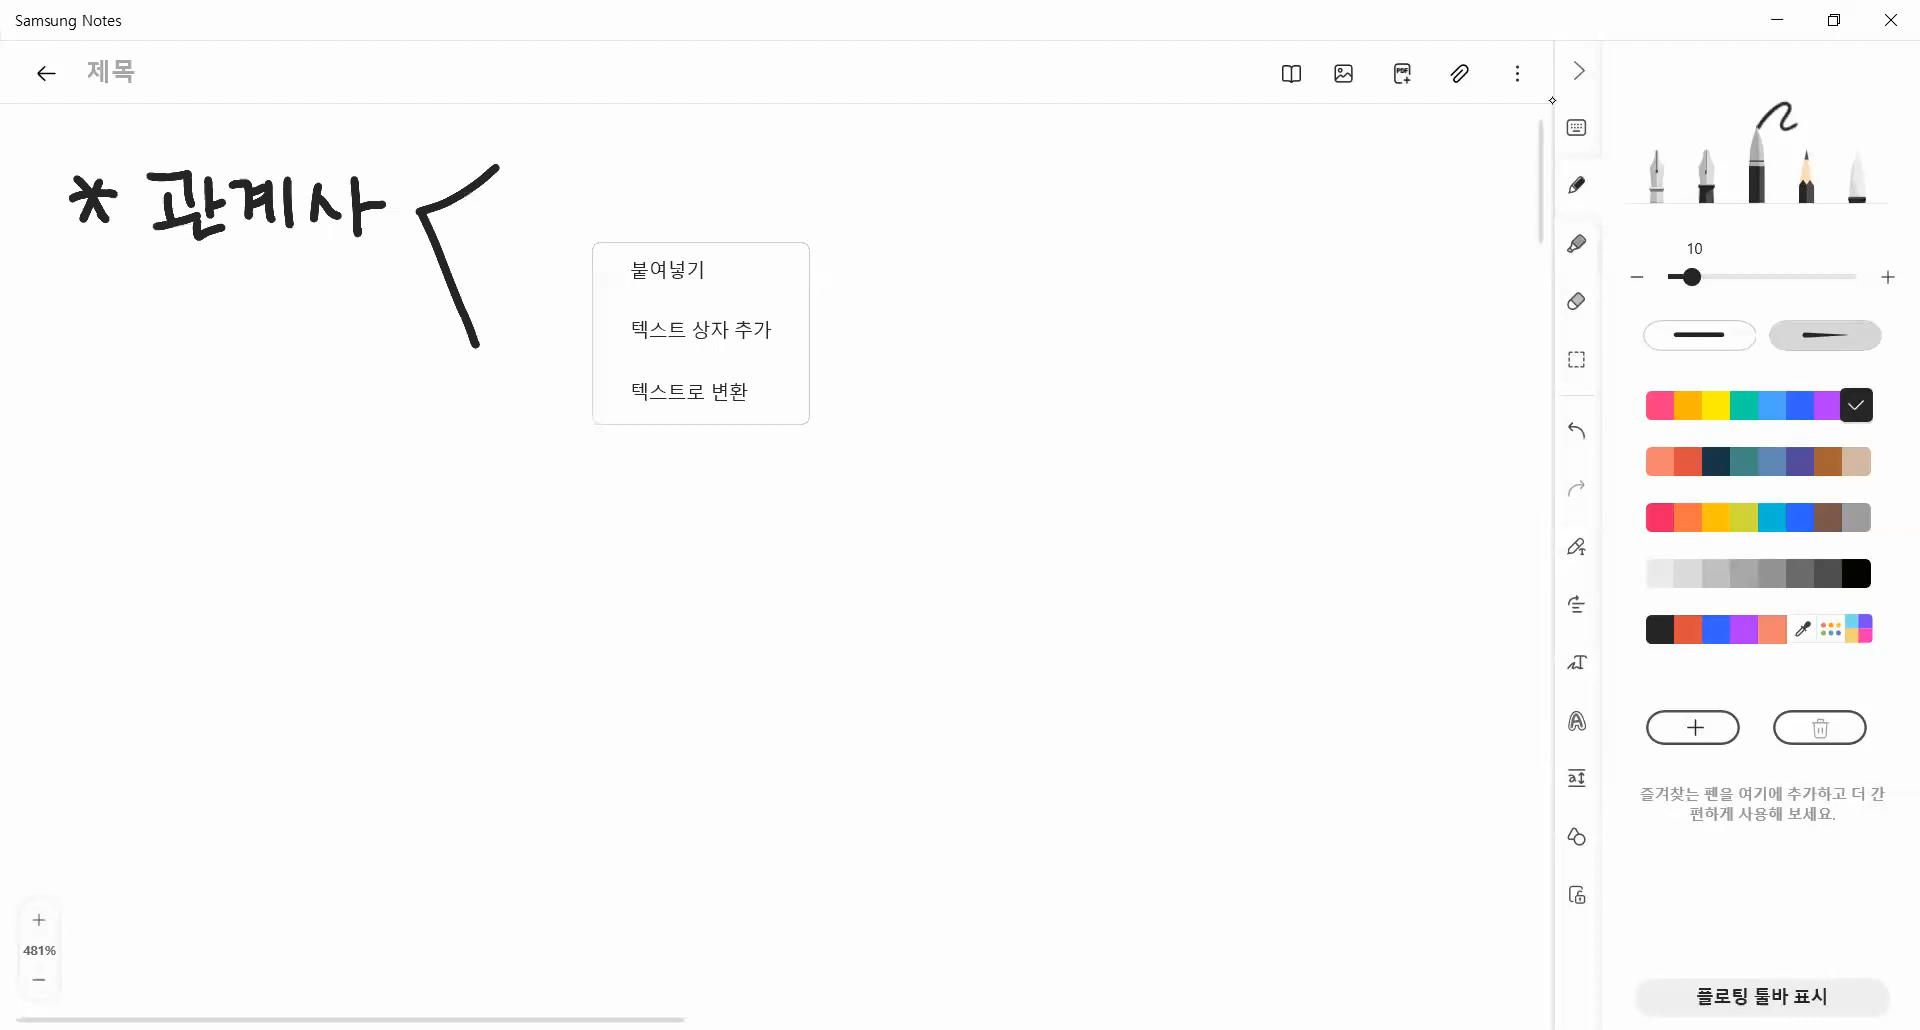 Samsung Notes
제목
* 관계사
붙여넣기
텍스트 상자 추가
텍스트로 변환
10
즐겨찾는 펜을 여기에 추가하고 더 간
편하게 사용해 보세요.
481%
플로팅 툴바 표시